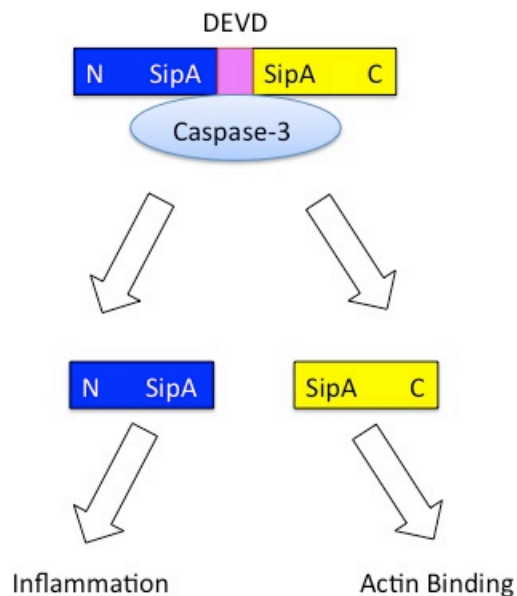 DEVD
N SipA SipA C
Caspase-3
N SipA SipA C
Inflammation Actin Binding